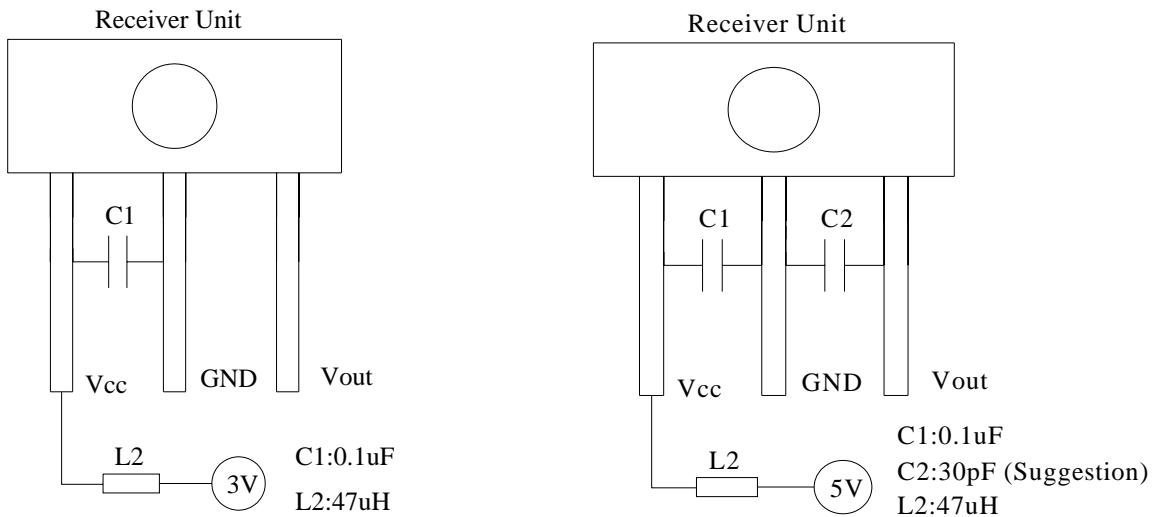 Receiver Unit
C1
Vcc
GND
Vout
L2
3V
C1:0.1uF
L2:47uH
Receiver Unit
C1
C2
Vcc
GND
Vout
L2
5V
C1:0.1uF
C2:30pF (Suggestion)
L2:47uH